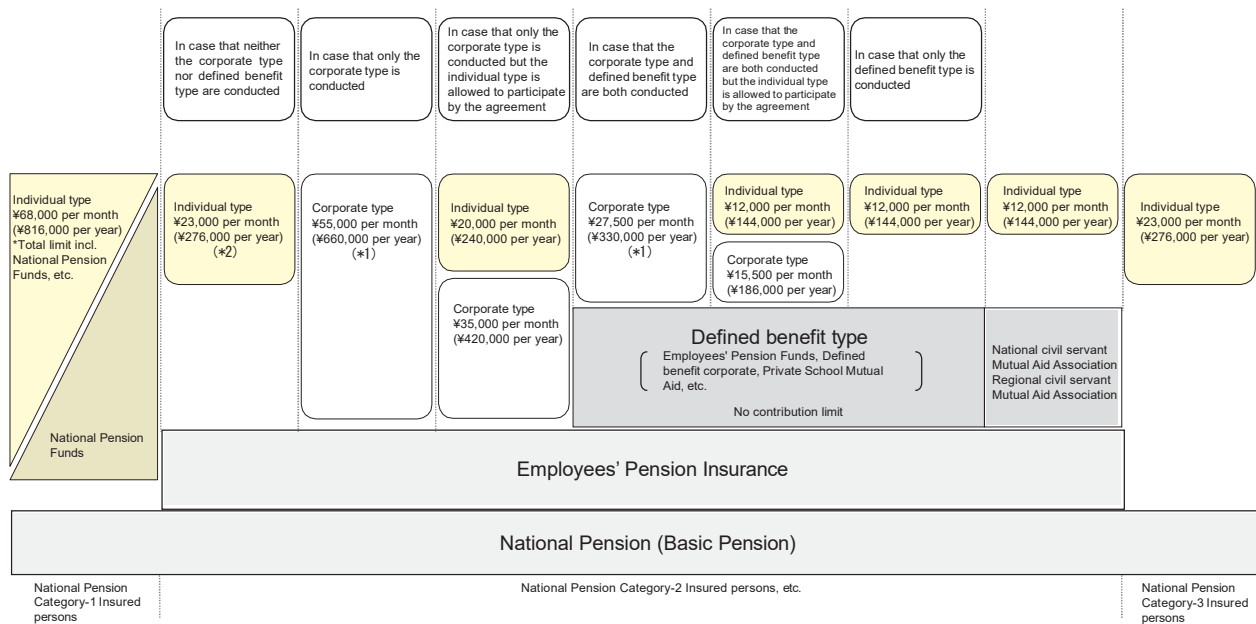 In case that neither
the corporate type
nor defined benefit
type are conducted
In case that only the
corporate type is
conducted
In case that only the
corporate type is
conducted but the
individual type is
allowed to participate
by the agreement
In case that the
corporate type and
defined benefit type
are both conducted
In case that the
corporate type and
defined benefit type
are both conducted
but the individual type
is allowed to participate
by the agreement
In case that only the
defined benefit type is
conducted
Individual type
¥68,000 per month
(¥816,000 per year)
*Total limit incl.
National Pension
Funds, etc.
National Pension
Funds
Individual type
¥23,000 per month
(¥276,000 per year)
(*2)
Corporate type
¥55,000 per month
(¥660,000 per year)
(*1)
Individual type
¥20,000 per month
(¥240,000 per year)
Corporate type
¥35,000 per month
(¥420,000 per year)
Corporate type
¥27,500 per month
(¥330,000 per year)
(*1)
Individual type
¥12,000 per month
(¥144,000 per year)
Corporate type
¥15,500 per month
(¥186,000 per year)
Individual type
¥12,000 per month
(¥144,000 per year)
Individual type
¥12,000 per month
(¥144,000 per year)
Individual type
¥23,000 per month
(¥276,000 per year)
Defined benefit type
Employees' Pension Funds, Defined
benefit corporate, Private School Mutual
Aid, etc.
No contribution limit
National civil servant
Mutual Aid Association
Regional civil servant
Mutual Aid Association
Employees' Pension Insurance
National Pension (Basic Pension)
National Pension
Category-1 Insured
persons
National Pension Category-2 Insured persons, etc.
National Pension
Category-3 Insured
persons